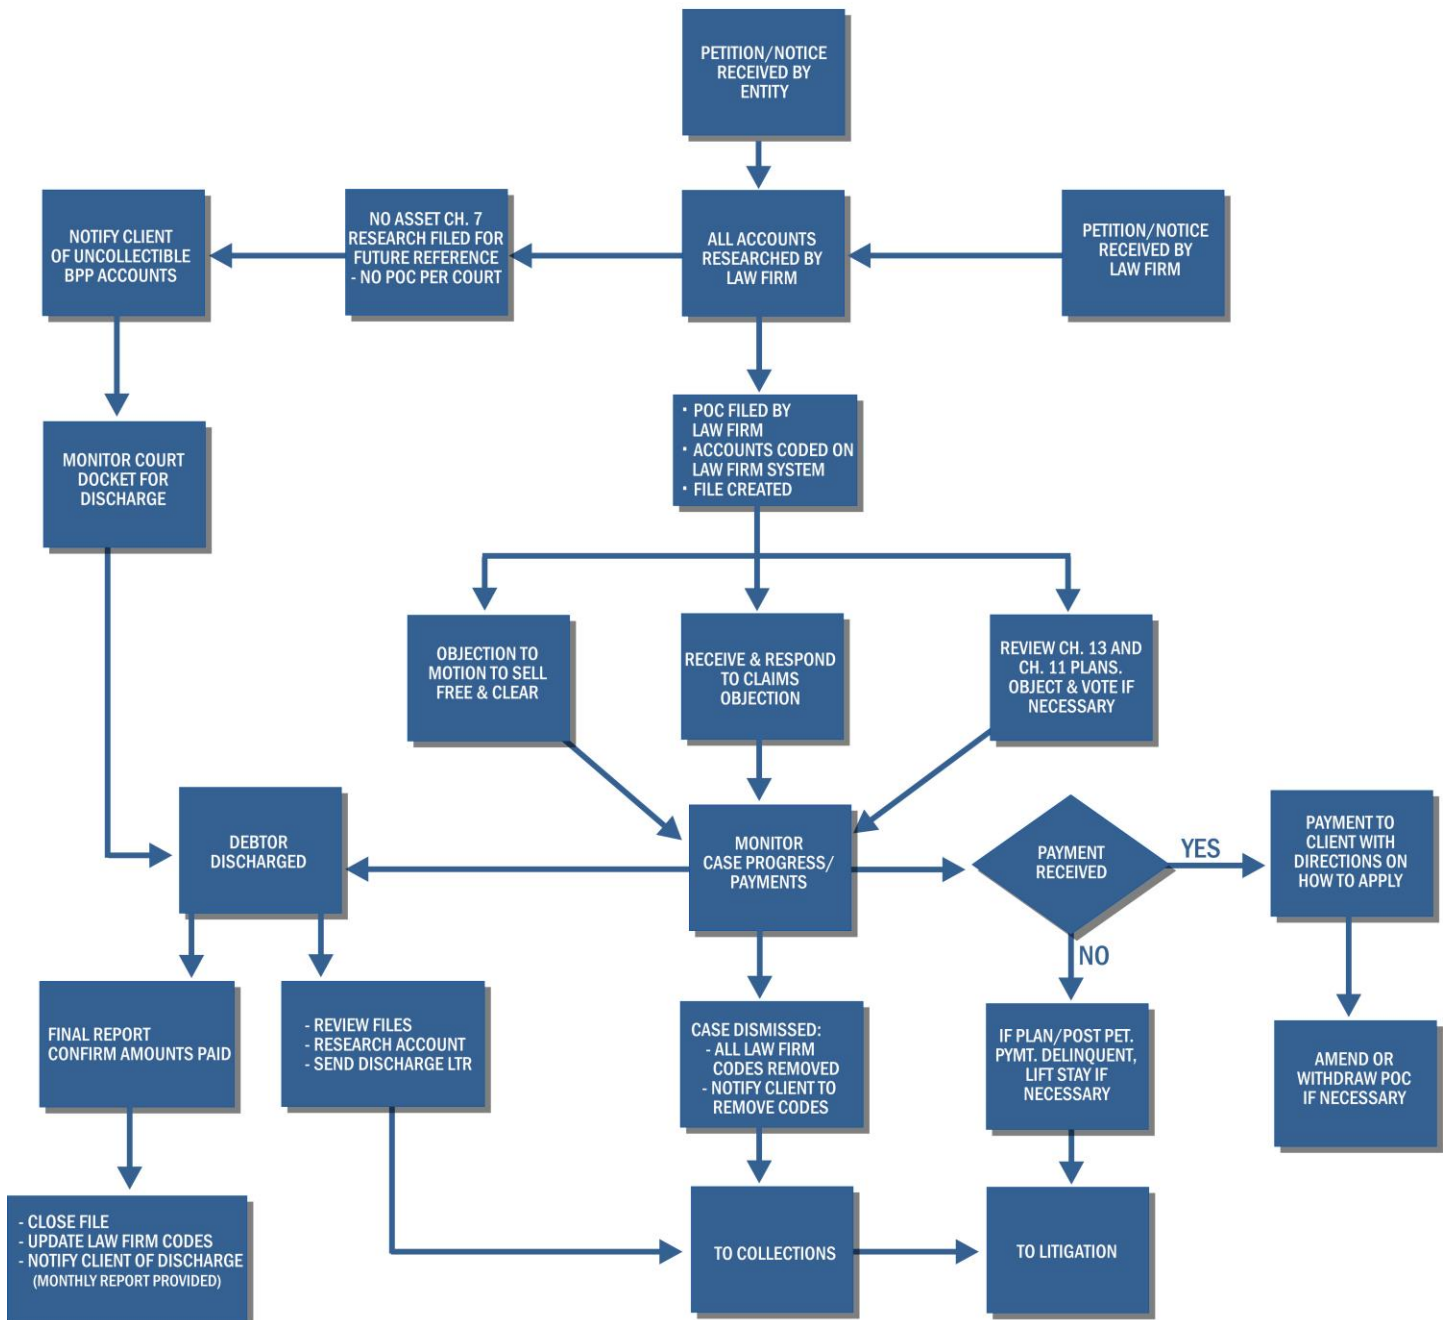 PETITION/NOTICE
RECEIVED BY
ENTITY
NOTIFY CLIENT
OF UNCOLLECTIBLE
BPP ACCOUNTS
NO ASSET CH. 7
RESEARCH FILED FOR
FUTURE REFERENCE
- NO POC PER COURT
ALL ACCOUNTS
RESEARCHED BY
LAW FIRM
PETITION/NOTICE
RECEIVED BY
LAW FIRM
MONITOR COURT
DOCKET FOR
DISCHARGE
· POC FILED BY
LAW FIRM
· ACCOUNTS CODED ON
LAW FIRM SYSTEM
· FILE CREATED
OBJECTION TO
MOTION TO SELL
FREE & CLEAR
RECEIVE & RESPOND
TO CLAIMS
OBJECTION
REVIEW CH. 13 AND
CH. 11 PLANS.
OBJECT & VOTE IF
NECESSARY
DEBTOR
DISCHARGED
MONITOR
CASE PROGRESS/
PAYMENTS
PAYMENT
RECEIVED
YES
PAYMENT TO
CLIENT WITH
DIRECTIONS ON
HOW TO APPLY
NO
FINAL REPORT
CONFIRM AMOUNTS PAID
- REVIEW FILES
- RESEARCH ACCOUNT
- SEND DISCHARGE LTR
CASE DISMISSED:
- ALL LAW FIRM
CODES REMOVED
- NOTIFY CLIENT TO
REMOVE CODES
IF PLAN/POST PET.
PYMT. DELINQUENT,
LIFT STAY IF
NECESSARY
AMEND OR
WITHDRAW POC
IF NECESSARY
- CLOSE FILE
- UPDATE LAW FIRM CODES
- NOTIFY CLIENT OF DISCHARGE
(MONTHLY REPORT PROVIDED)
TO COLLECTIONS
TO LITIGATION